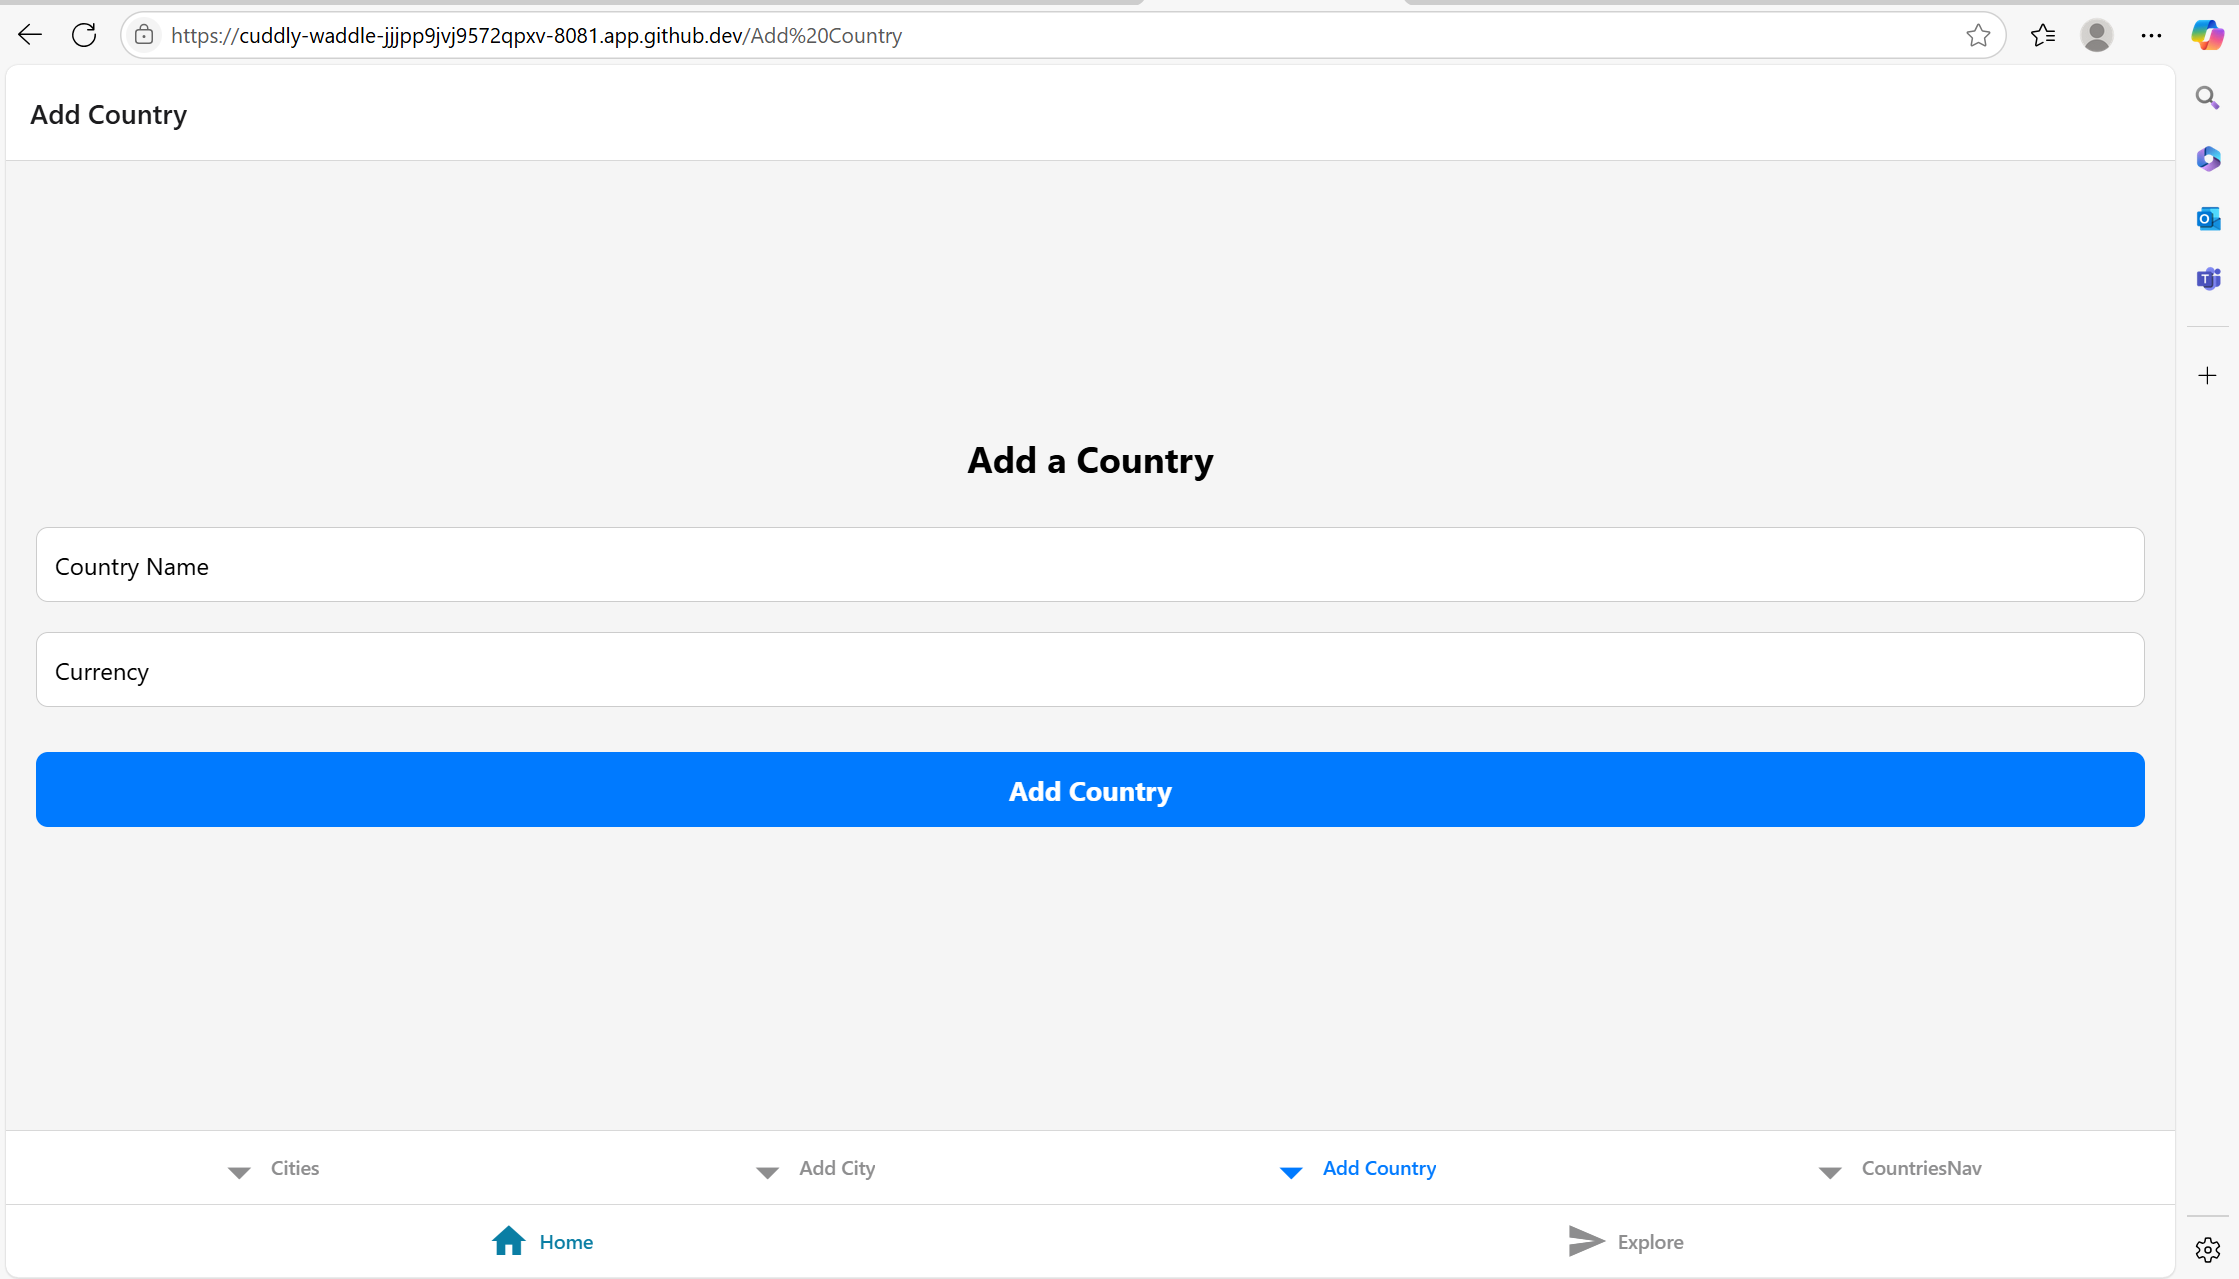 https://cuddly-waddle-jjjpp9jvj9572qpxv-8081.app.github.dev/Add%20Country
Add Country
Add a Country
Country Name
Currency
Add Country
Cities Add City Add Country CountriesNav
Home Explore